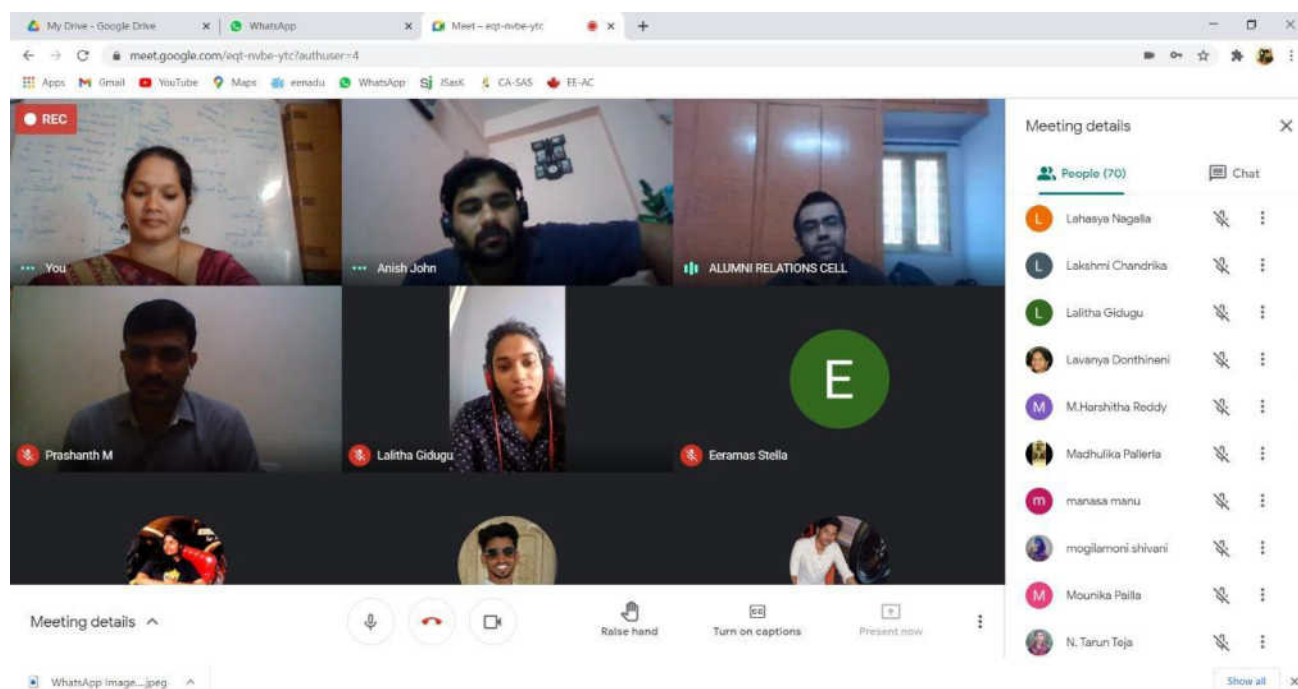 My Drive - Google Drive
WhatsApp
Meet – eqt-nvbe-ytc
meet.google.com/eqt-nvbe-ytc?authuser=4
Apps Gmail YouTube Maps eenadu WhatsApp JSasK CA-SAS EE-AC
REC
You
Anish John
ALUMNI RELATIONS CELL
Prashanth M
Lalitha Gidugu
E
Eeramas Stella
Meeting details
People (70)
Chat
L Lahasya Nagalla
L Lakshmi Chandrika
L Lalitha Gidugu
Lavanya Donthineni
M M.Harshitha Reddy
Madhulika Pallerla
m manasa manu
mogilamoni shivani
M Mounika Pailla
N. Tarun Teja
Meeting details
Raise hand
Turn on captions
Present now
WhatsApp Image....jpeg
Show all